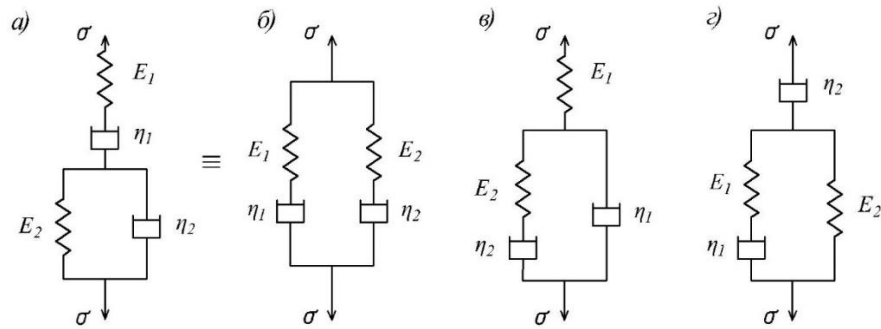 а) б) в) г)
σ σ σ σ
E₁ E₁ η₂
η₁ ≡ E₁ E₂ E₂ E₁ E₂
E₂ η₂ η₁ η₂ η₂ η₁ η₁
σ σ σ σ